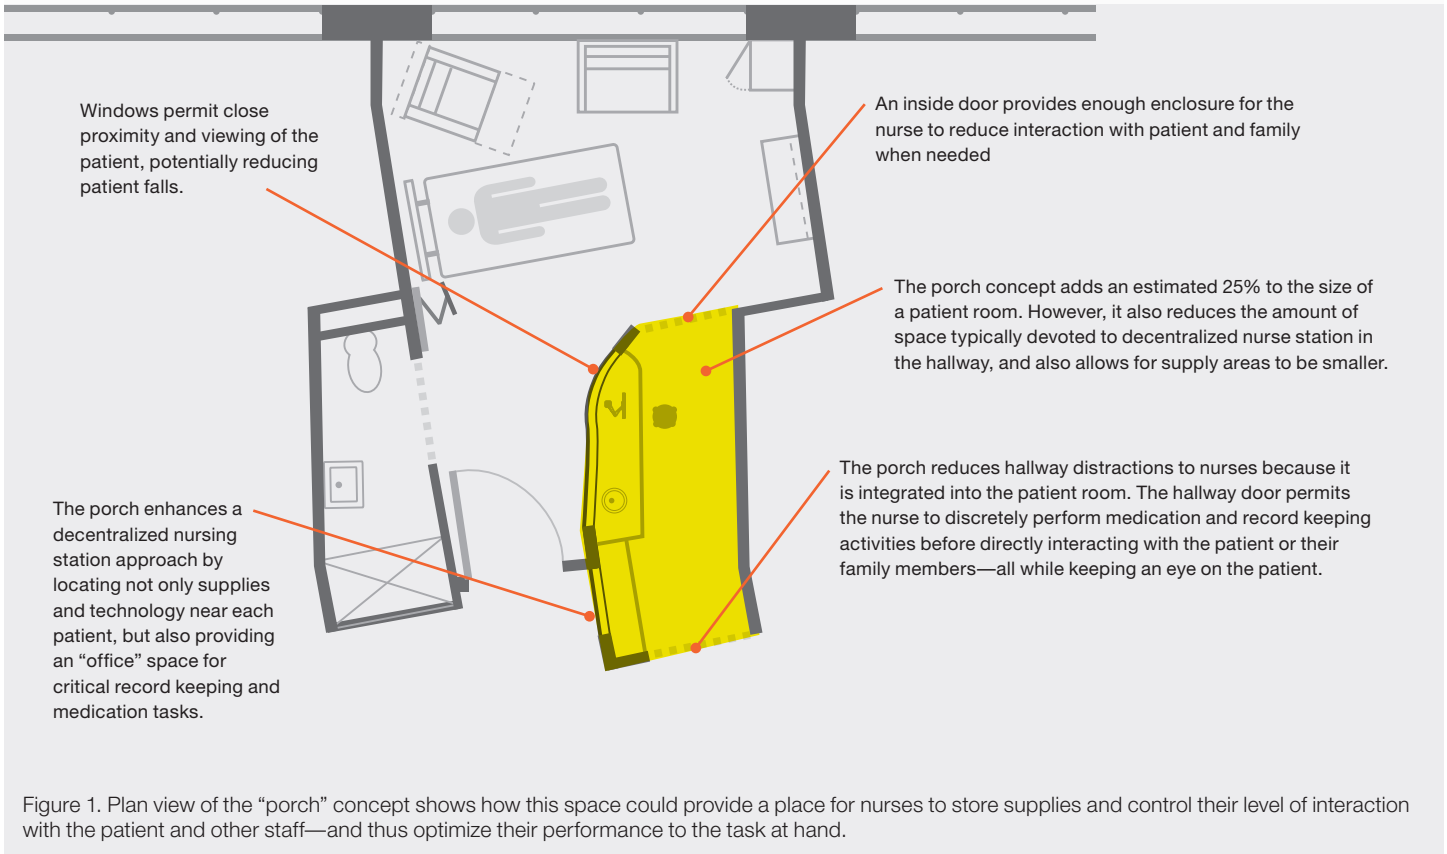 Windows permit close
proximity and viewing of the
patient, potentially reducing
patient falls.
An inside door provides enough enclosure for the
nurse to reduce interaction with patient and family
when needed
The porch concept adds an estimated 25% to the size of
a patient room. However, it also reduces the amount of
space typically devoted to decentralized nurse station in
the hallway, and also allows for supply areas to be smaller.
The porch reduces hallway distractions to nurses because it
is integrated into the patient room. The hallway door permits
the nurse to discretely perform medication and record keeping
activities before directly interacting with the patient or their
family members—all while keeping an eye on the patient.
The porch enhances a
decentralized nursing
station approach by
locating not only supplies
and technology near each
patient, but also providing
an “office” space for
critical record keeping and
medication tasks.
Figure 1. Plan view of the “porch” concept shows how this space could provide a place for nurses to store supplies and control their level of interaction
with the patient and other staff—and thus optimize their performance to the task at hand.